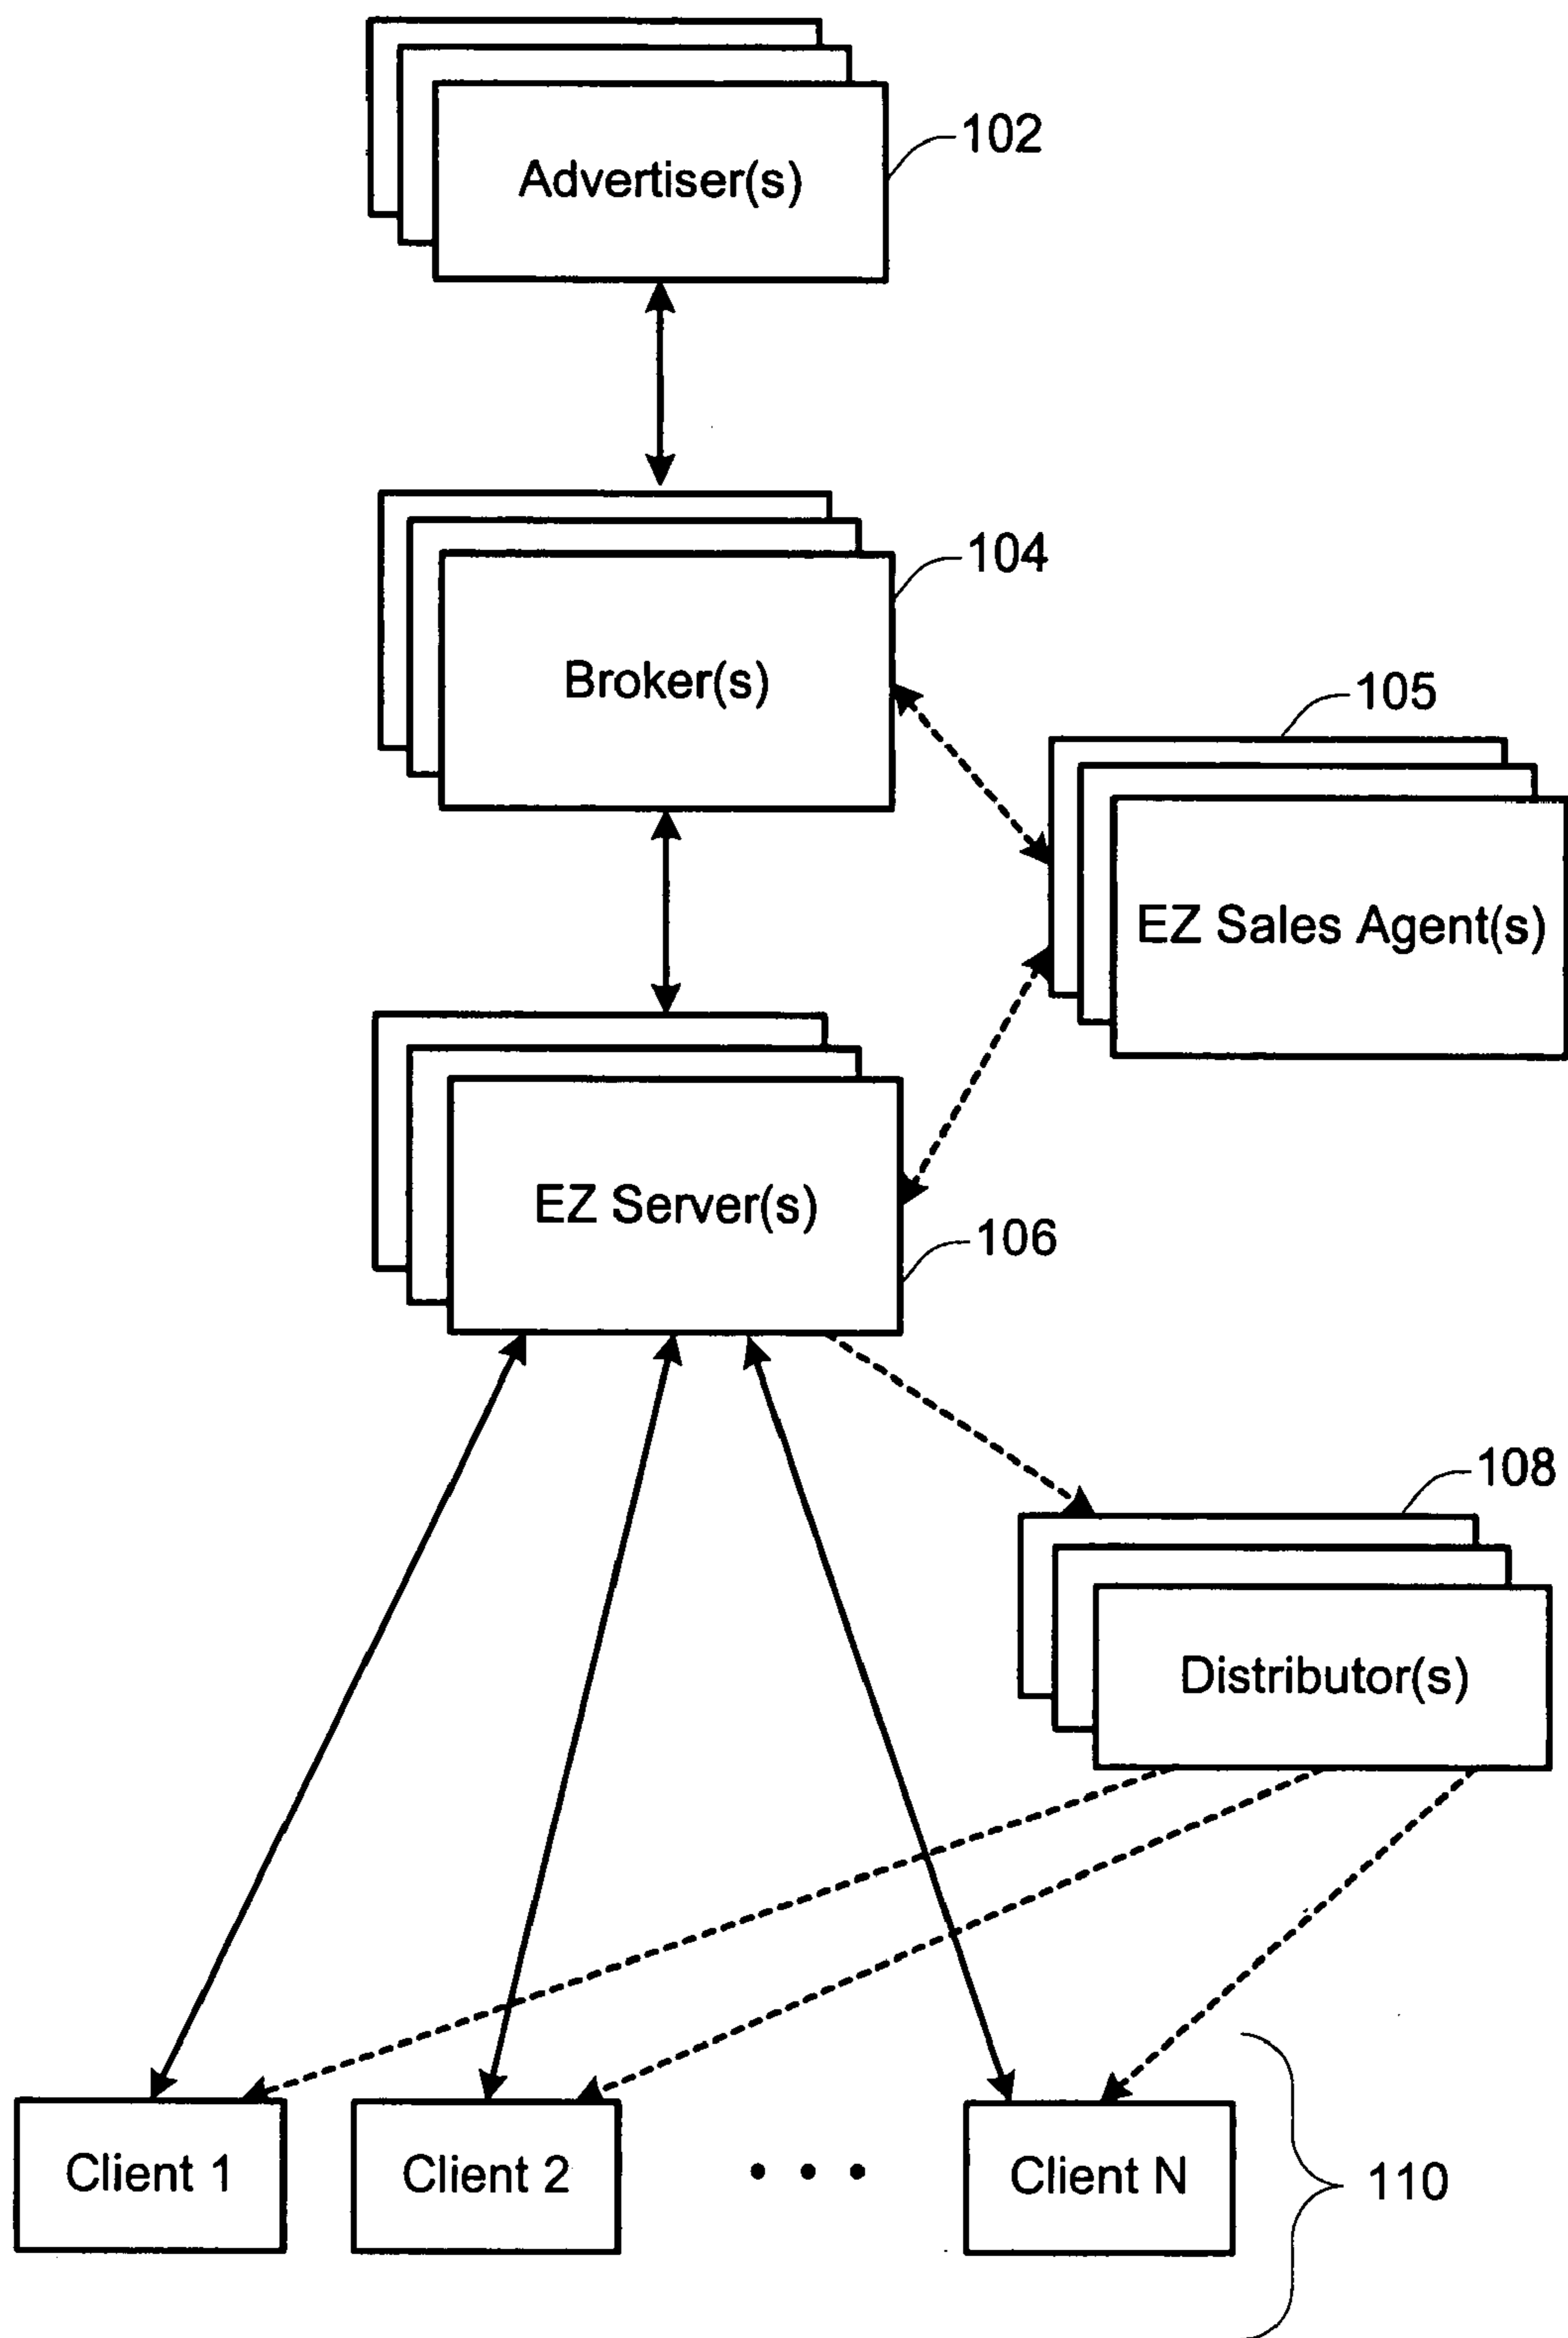 102
Advertiser(s)
104
Broker(s)
105
EZ Sales Agent(s)
EZ Server(s)
106
108
Distributor(s)
Client 1
Client 2
• • •
Client N
110